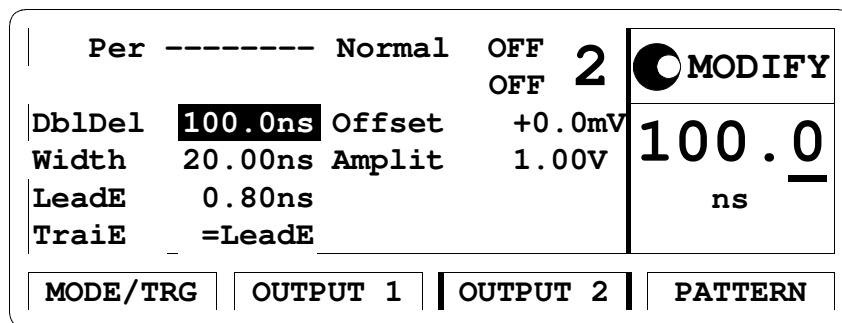 Per -------- Normal OFF 2 MODIFY
OFF
DblDel 100.0ns Offset +0.0mV 100.0
Width 20.00ns Amplit 1.00V
LeadE 0.80ns ns
TraiE =LeadE
MODE/TRG OUTPUT 1 OUTPUT 2 PATTERN